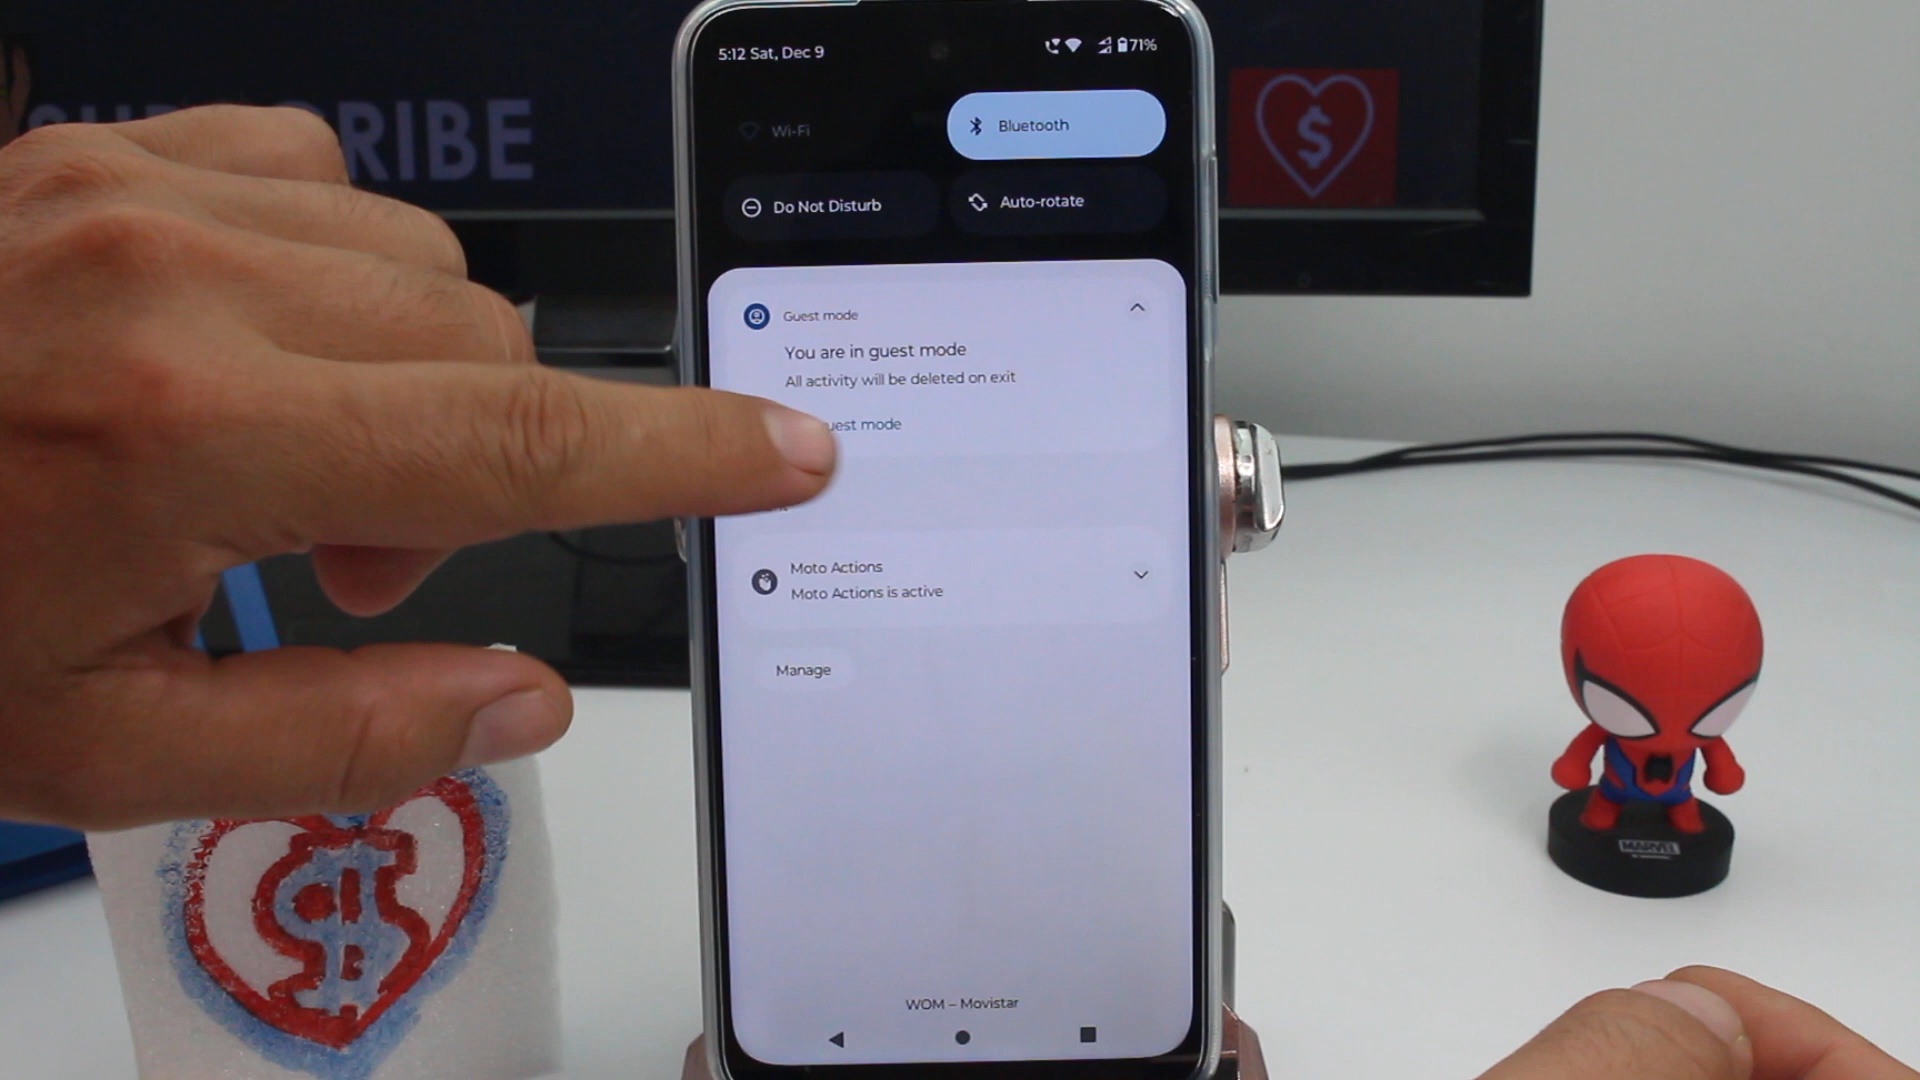 5:12 Sat, Dec 9
71%
Wi-Fi
Bluetooth
Do Not Disturb
Auto-rotate
Guest mode
You are in guest mode
All activity will be deleted on exit
mode
Moto Actions
Moto Actions is active
Manage
WOM – Movistar
$
MARVEL